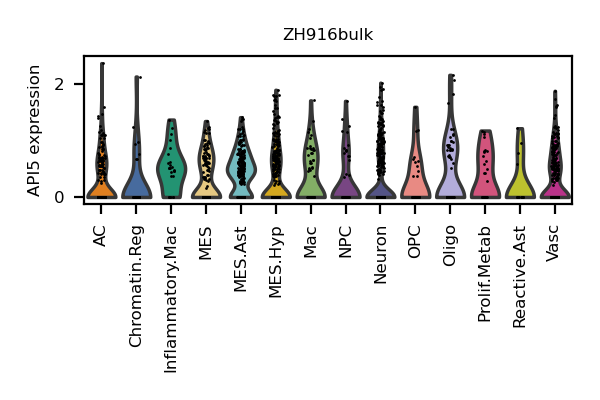 ZH916bulk
API5 expression
2
0
AC
Chromatin.Reg
Inflammatory.Mac
MES
MES.Ast
MES.Hyp
Mac
NPC
Neuron
OPC
Oligo
Prolif.Metab
Reactive.Ast
Vasc